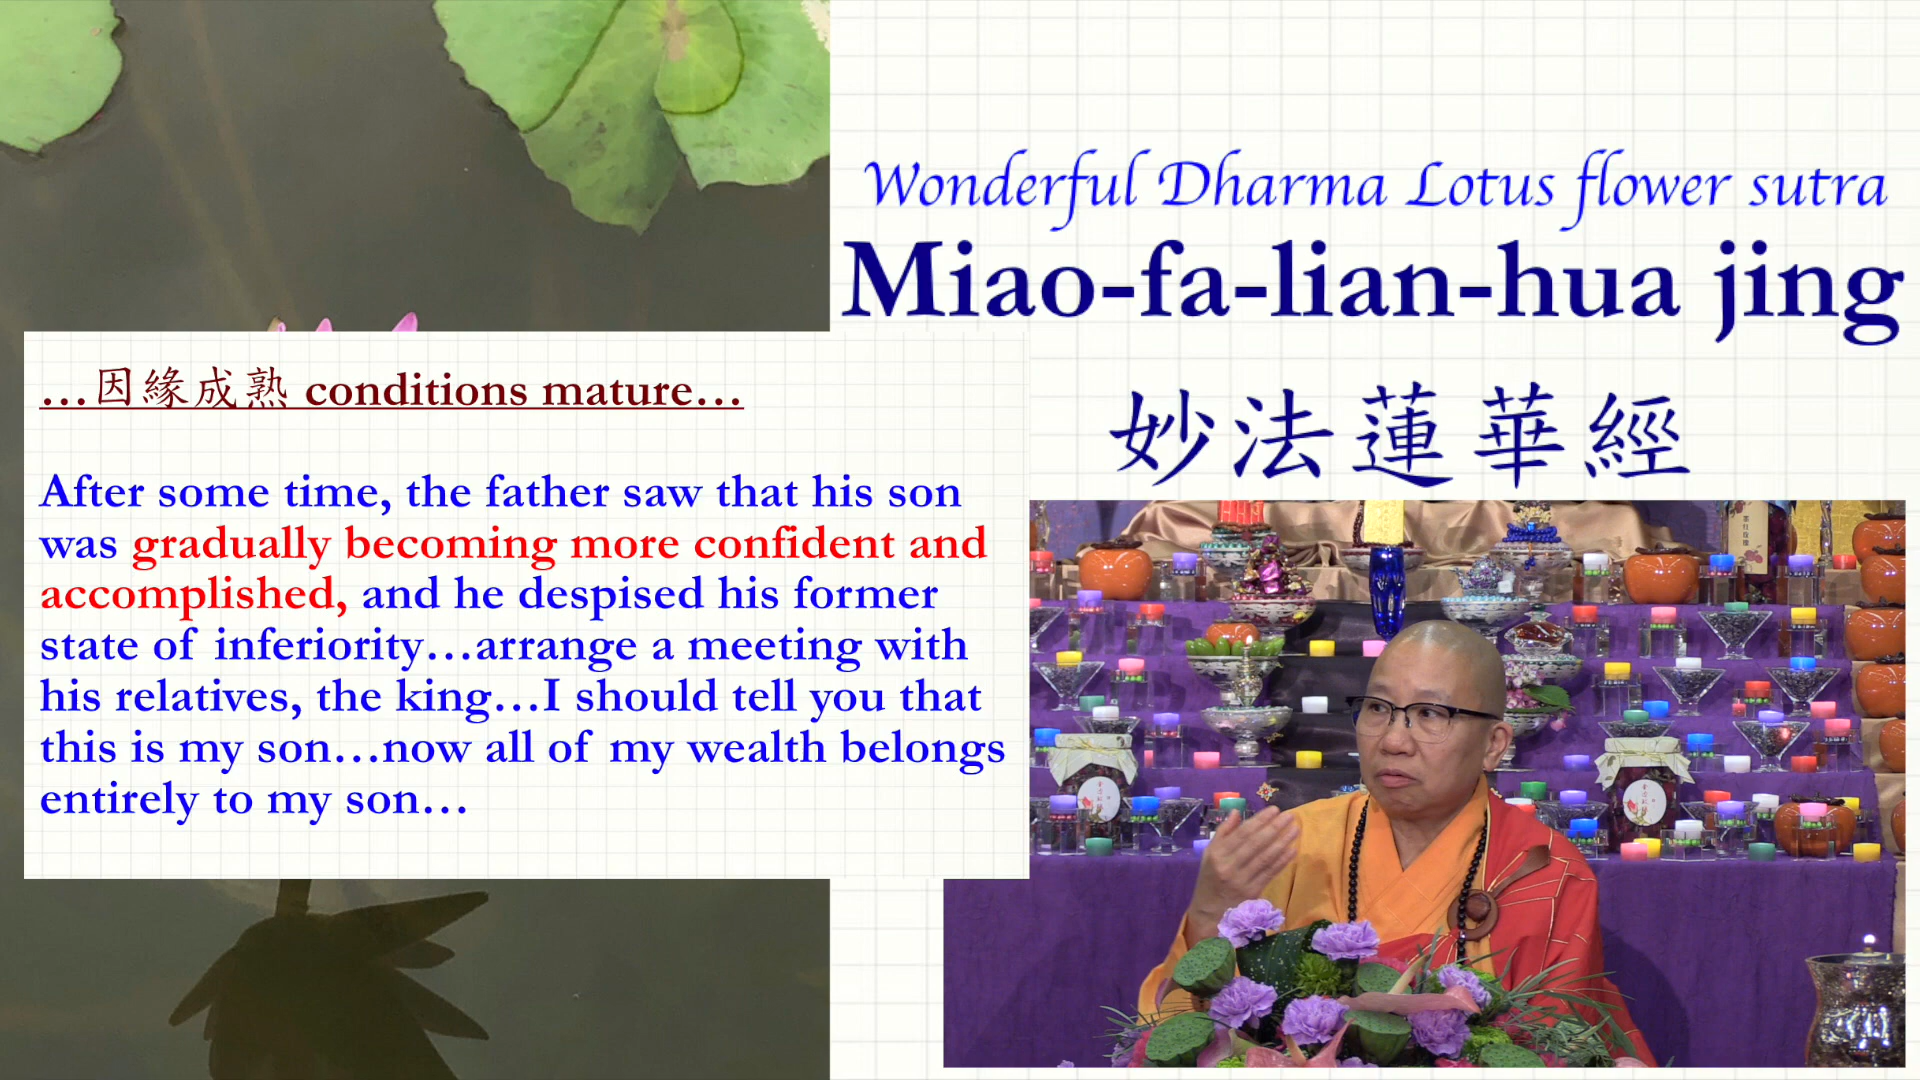 Wonderful Dharma Lotus flower sutra
Miao-fa-lian-hua jing
妙法蓮華經
…因緣成熟 conditions mature…
After some time, the father saw that his son
was gradually becoming more confident and
accomplished, and he despised his former
state of inferiority…arrange a meeting with
his relatives, the king…I should tell you that
this is my son…now all of my wealth belongs
entirely to my son…